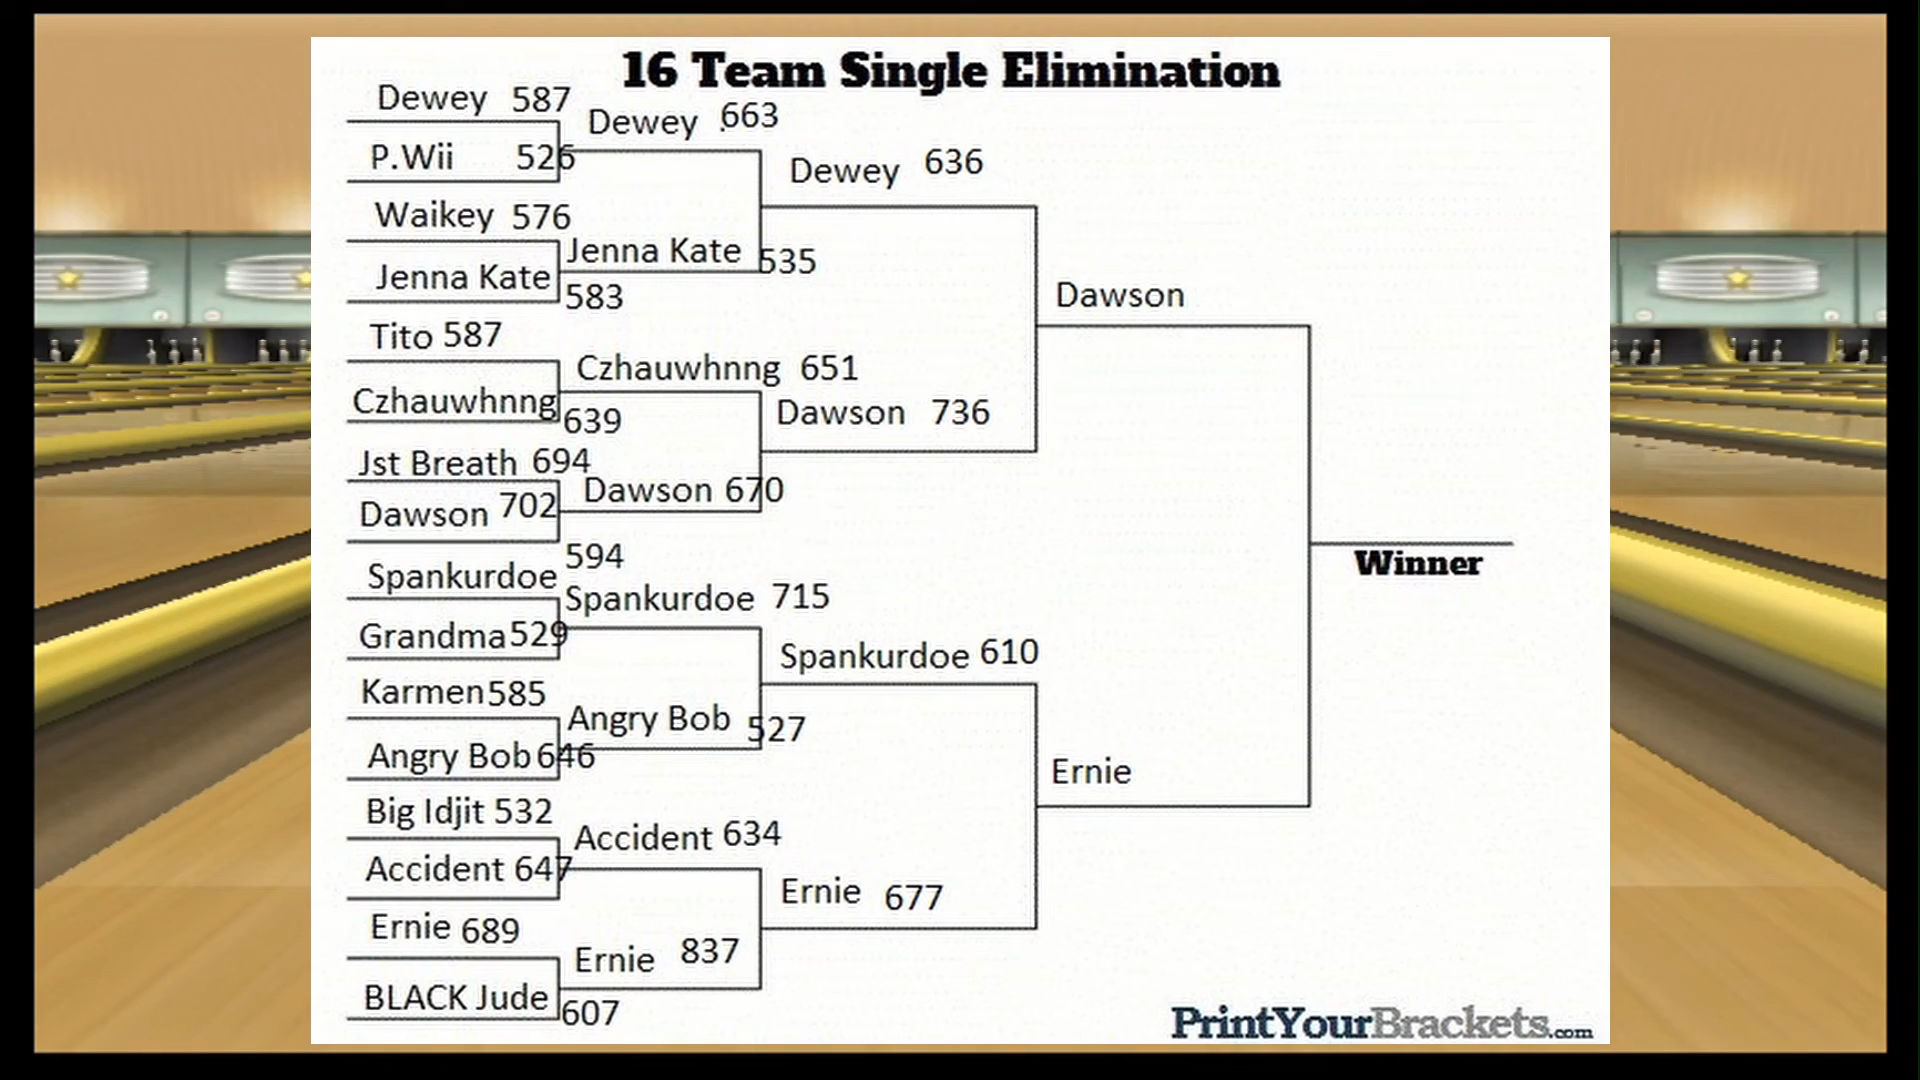 16 Team Single Elimination
Dewey 587
P.Wii 526
Waikey 576
Jenna Kate 583
Tito 587
Czhauwhnng 639
Jst Breath 694
Dawson 702
Spankurdoe 594
Grandma 529
Karmen 585
Angry Bob 646
Big Idjit 532
Accident 647
Ernie 689
BLACK Jude 607
Dewey 663
Jenna Kate 535
Czhauwhnng 651
Dawson 670
Spankurdoe 715
Angry Bob 527
Accident 634
Ernie 837
Dewey 636
Dawson 736
Spankurdoe 610
Ernie 677
Dawson
Ernie
Winner
PrintYourBrackets.com